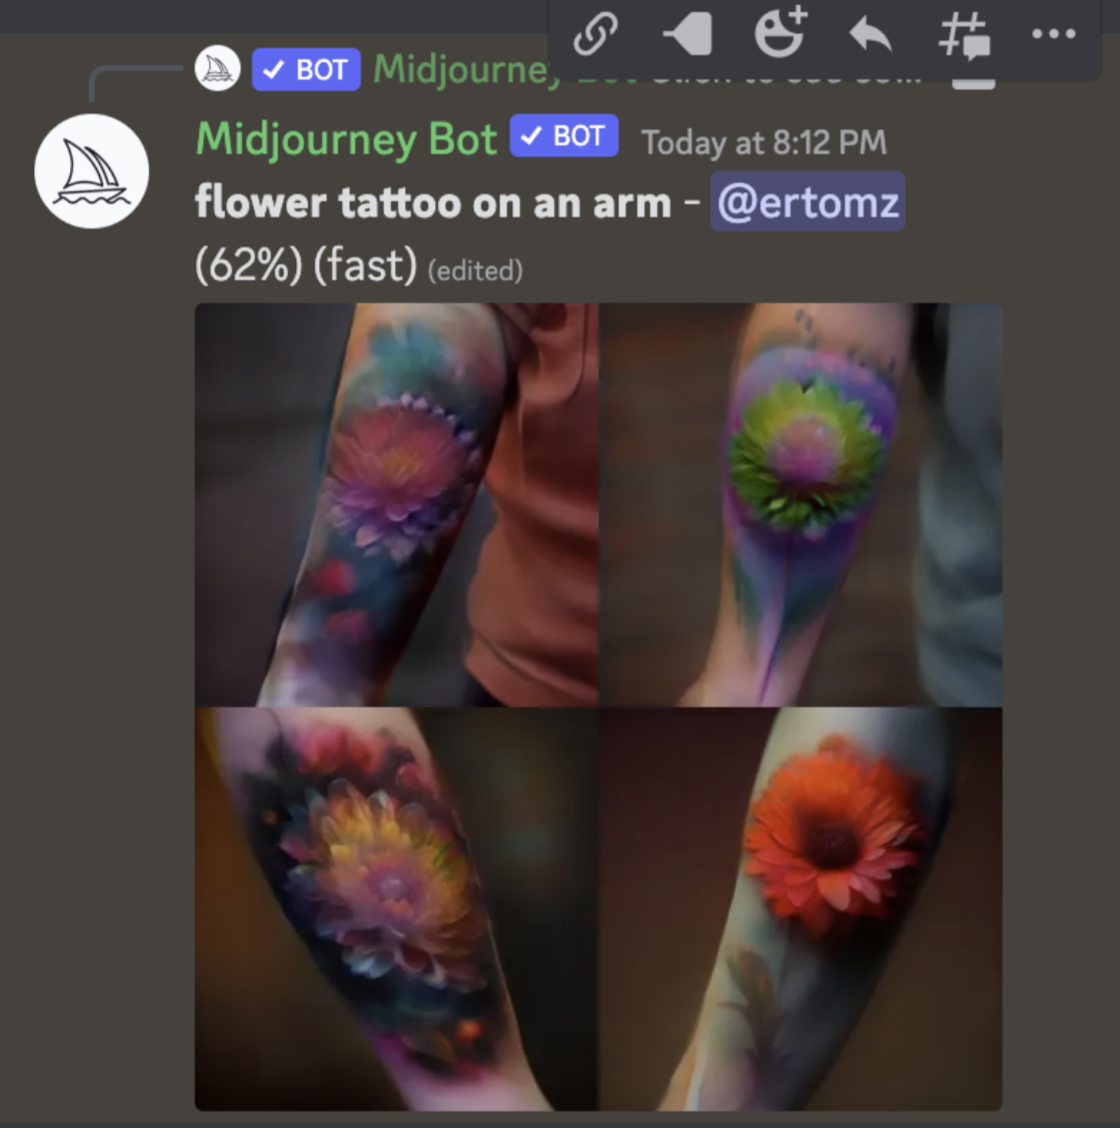 ✓ BOT Midjourney
Midjourney Bot ✓ BOT Today at 8:12 PM
flower tattoo on an arm - @ertomz
(62%) (fast) (edited)